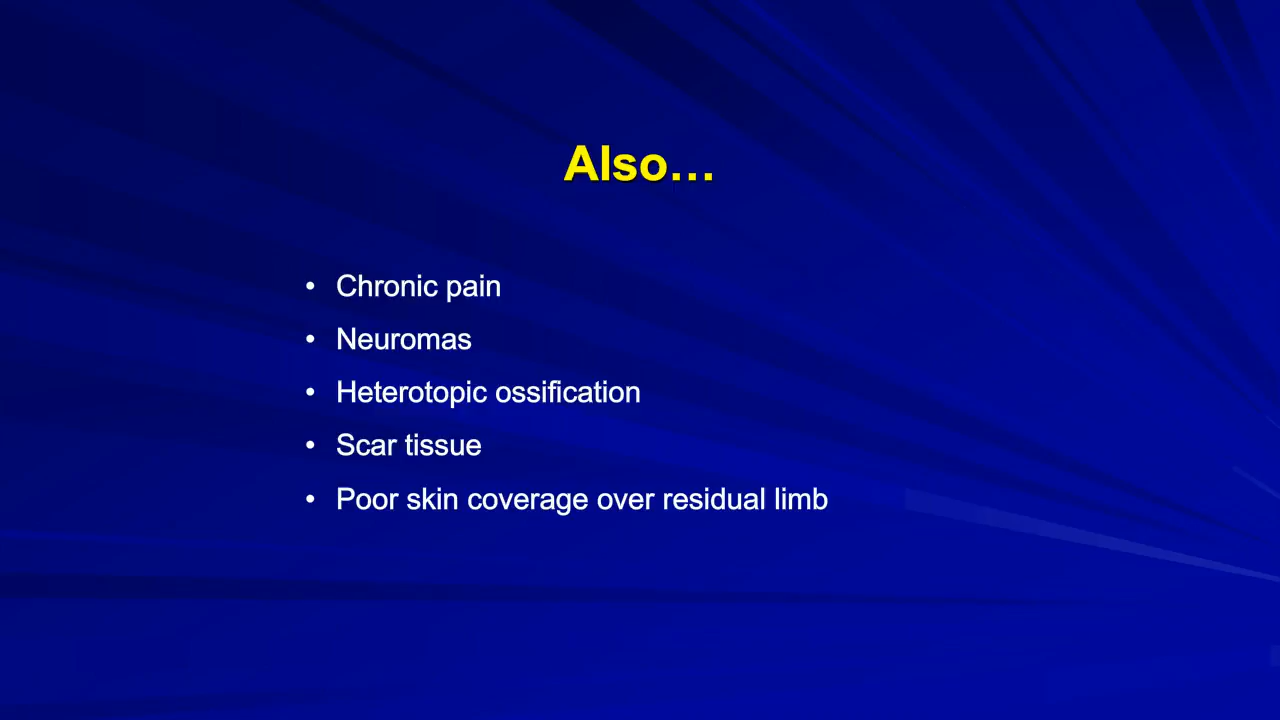 Also…
• Chronic pain
• Neuromas
• Heterotopic ossification
• Scar tissue
• Poor skin coverage over residual limb